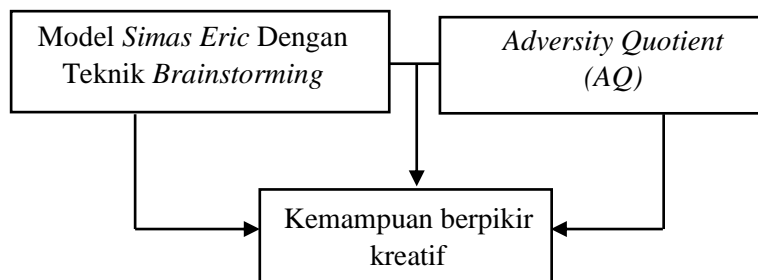 Model Simas Eric Dengan
Teknik Brainstorming
Adversity Quotient
(AQ)
Kemampuan berpikir
kreatif